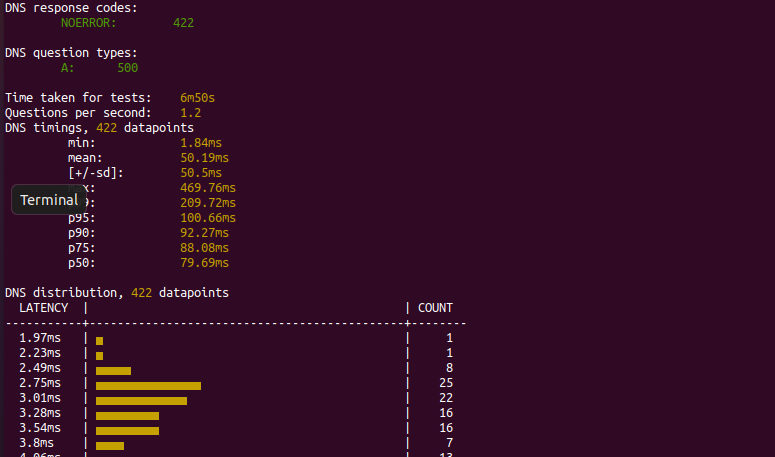 DNS response codes:
NOERROR: 422
DNS question types:
A: 500
Time taken for tests: 6m50s
Questions per second: 1.2
DNS timings, 422 datapoints
min: 1.84ms
mean: 50.19ms
[+/-sd]: 50.5ms
469.76ms
Terminal
209.72ms
p95: 100.66ms
p90: 92.27ms
p75: 88.08ms
p50: 79.69ms
DNS distribution, 422 datapoints
LATENCY | | COUNT
-----------+---------------------------------------------+--------
1.97ms | | 1
2.23ms | | 1
2.49ms | | 8
2.75ms | | 25
3.01ms | | 22
3.28ms | | 16
3.54ms | | 16
3.8ms | | 7
4.06ms | | 13